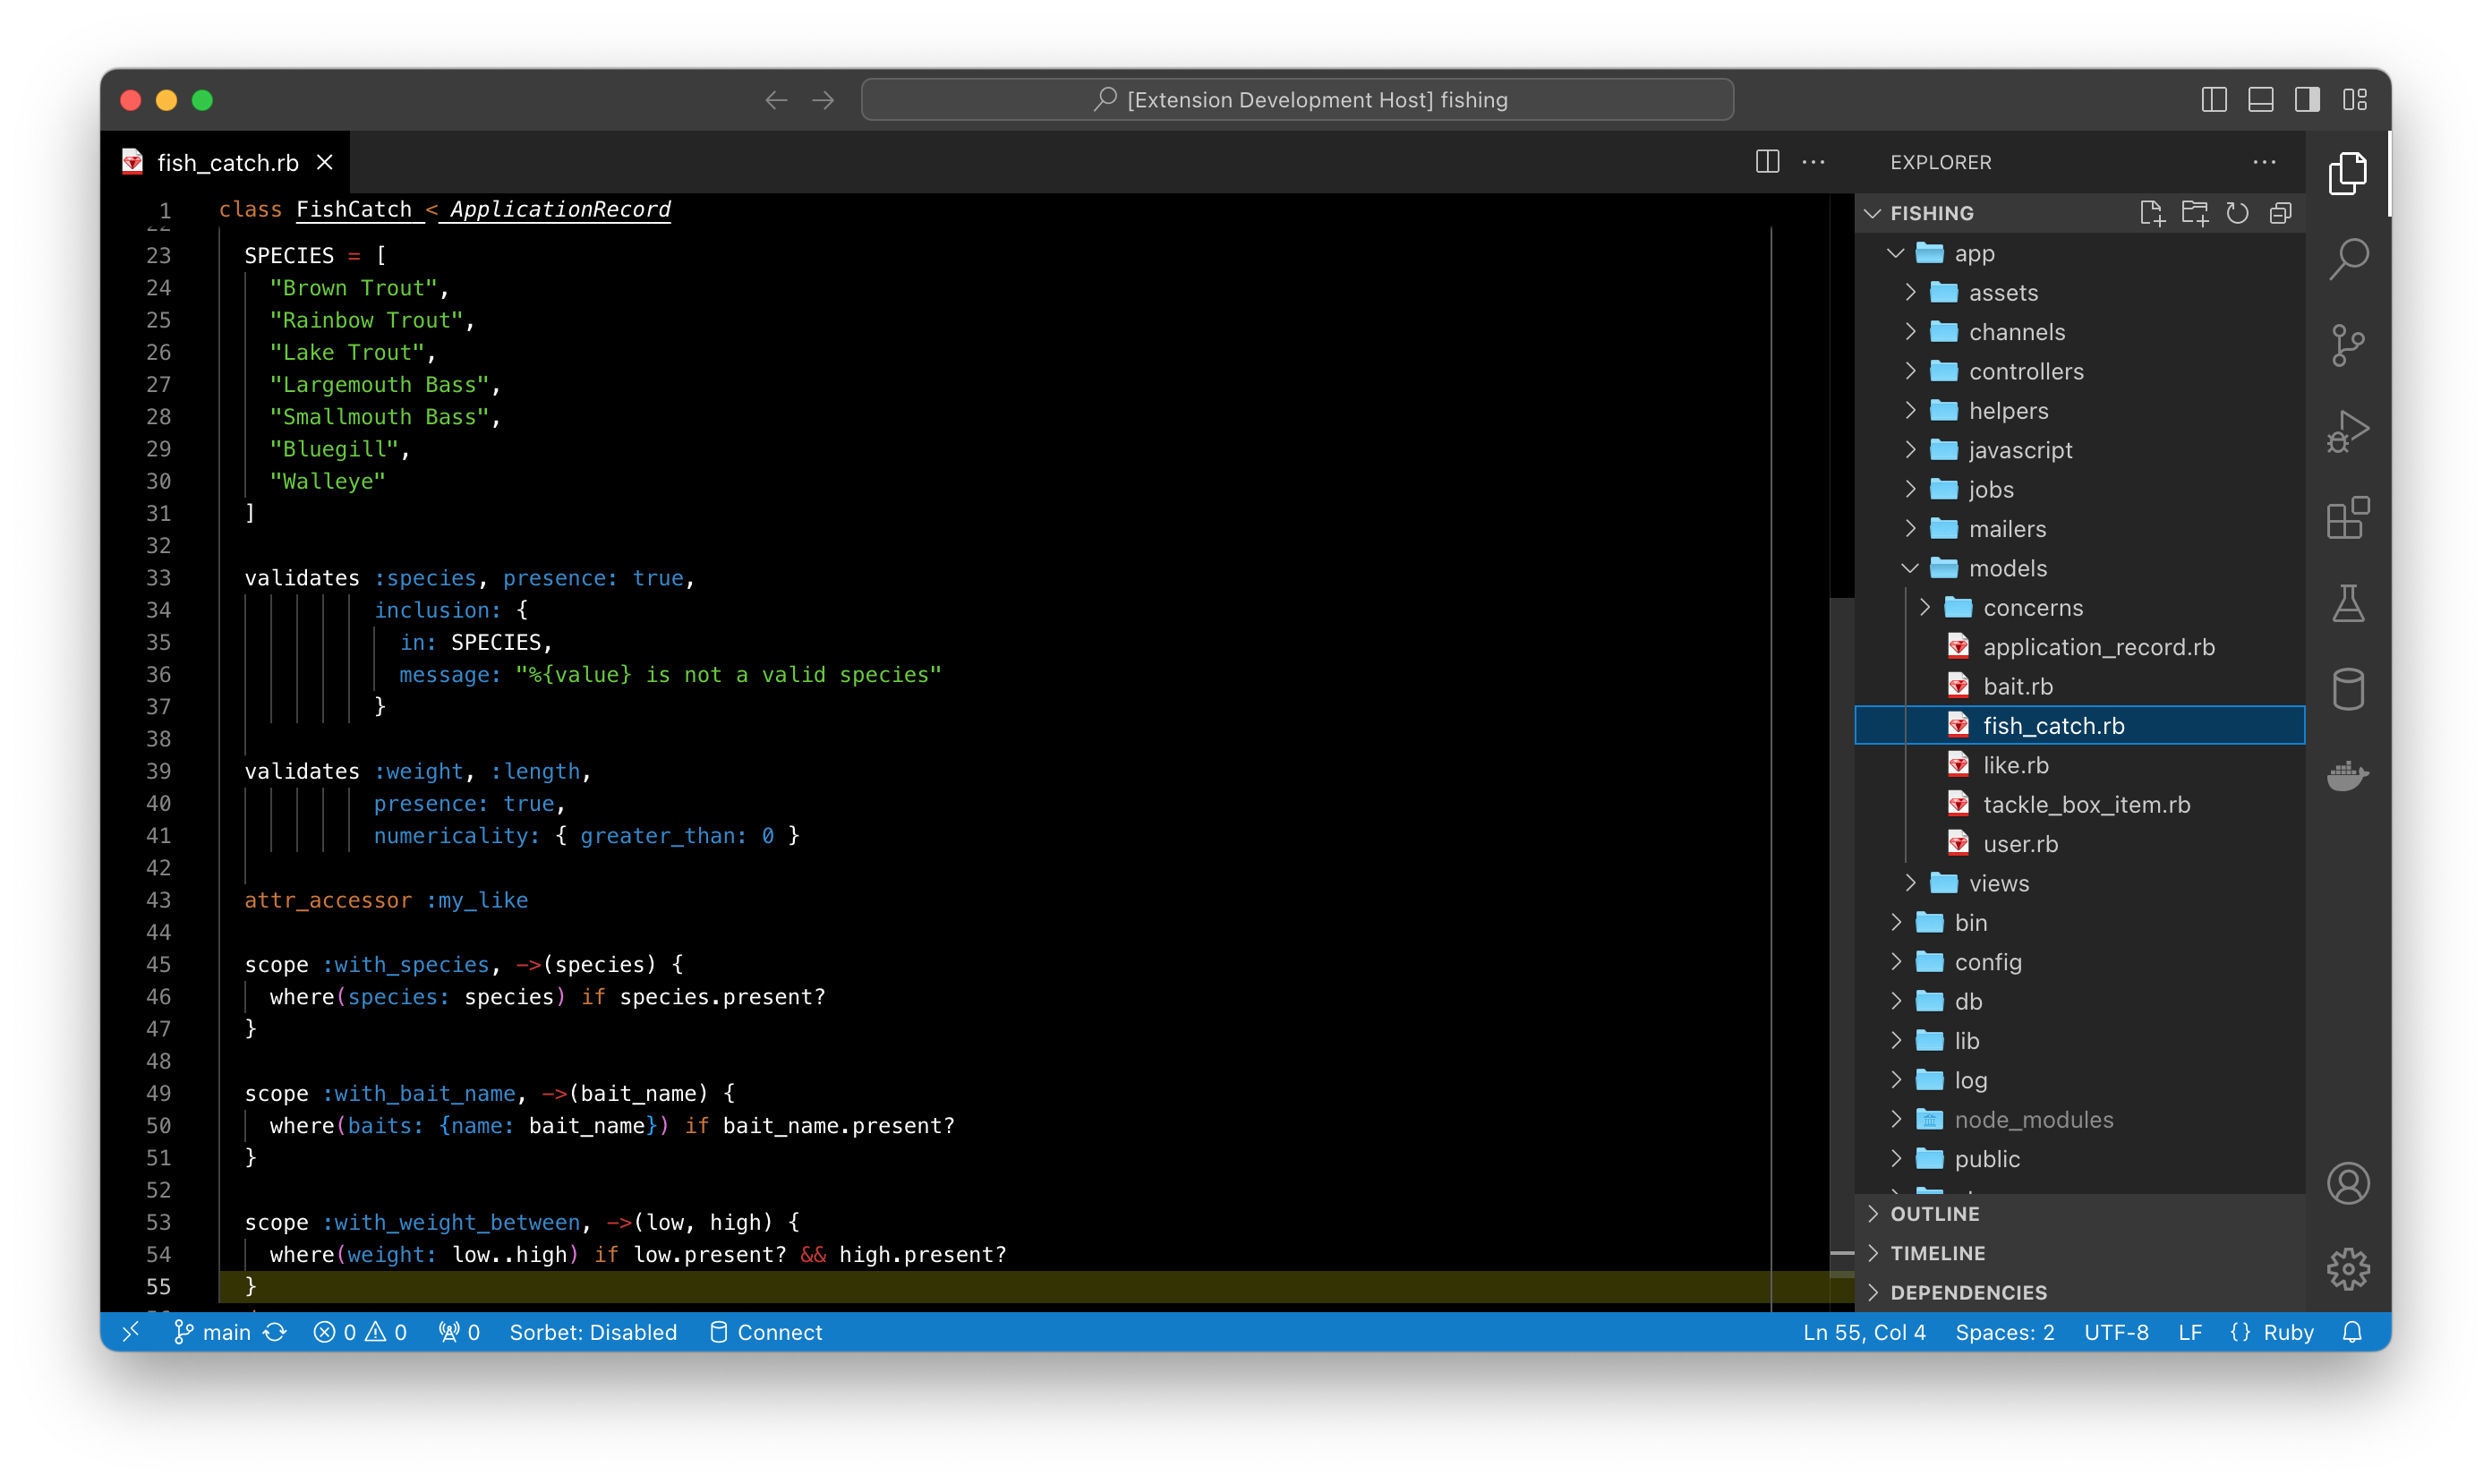 [Extension Development Host] fishing
fish_catch.rb
1 class FishCatch < ApplicationRecord
23 SPECIES = [
24 "Brown Trout",
25 "Rainbow Trout",
26 "Lake Trout",
27 "Largemouth Bass",
28 "Smallmouth Bass",
29 "Bluegill",
30 "Walleye"
31 ]
32
33 validates :species, presence: true,
34 inclusion: {
35 in: SPECIES,
36 message: "%{value} is not a valid species"
37 }
38
39 validates :weight, :length,
40 presence: true,
41 numericality: { greater_than: 0 }
42
43 attr_accessor :my_like
44
45 scope :with_species, ->(species) {
46 where(species: species) if species.present?
47 }
48
49 scope :with_bait_name, ->(bait_name) {
50 where(baits: {name: bait_name}) if bait_name.present?
51 }
52
53 scope :with_weight_between, ->(low, high) {
54 where(weight: low..high) if low.present? && high.present?
55 }
EXPLORER
FISHING
app
assets
channels
controllers
helpers
javascript
jobs
mailers
models
concerns
application_record.rb
bait.rb
fish_catch.rb
like.rb
tackle_box_item.rb
user.rb
views
bin
config
db
lib
log
node_modules
public
OUTLINE
TIMELINE
DEPENDENCIES
main 0 0 0 Sorbet: Disabled Connect Ln 55, Col 4 Spaces: 2 UTF-8 LF {} Ruby